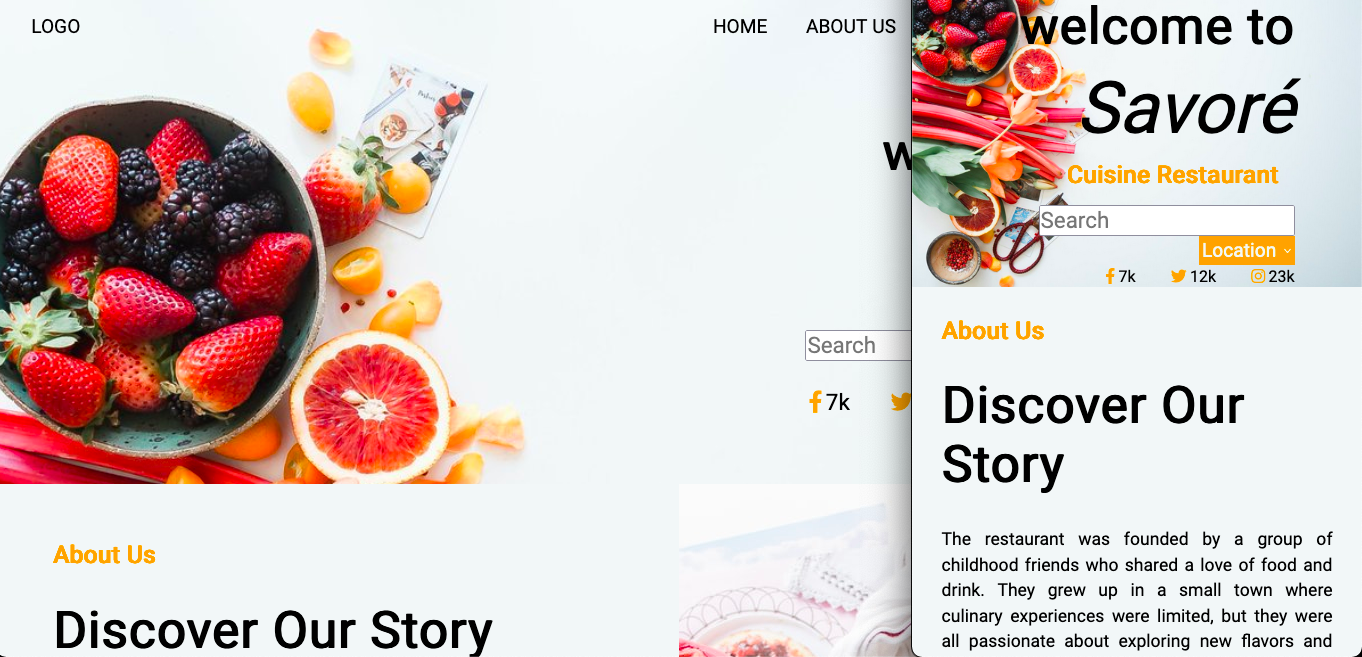 LOGO
HOME
ABOUT US
Search
7k
About Us
Discover Our Story
welcome to
Savoré
Cuisine Restaurant
Search
Location
7k 12k 23k
About Us
Discover Our
Story
The restaurant was founded by a group of
childhood friends who shared a love of food and
drink. They grew up in a small town where
culinary experiences were limited, but they were
all passionate about exploring new flavors and